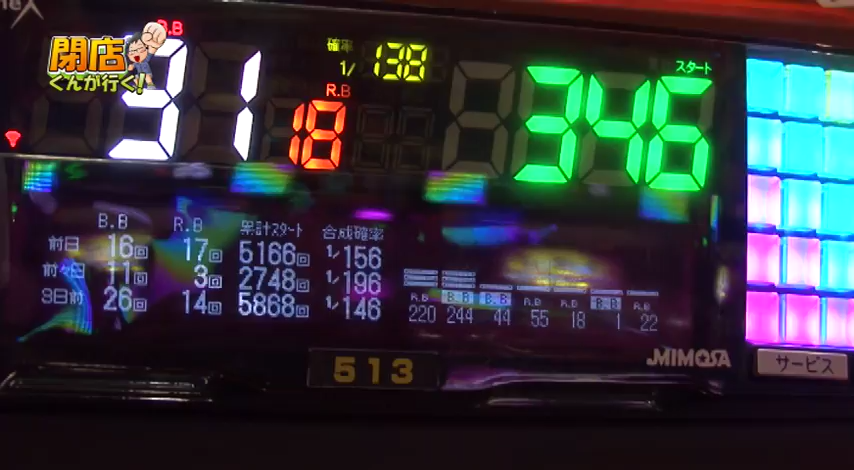 B.B
閉店
くんが行く!
31
確率
1/ 138
R.B
18
スタート
346
B.B R.B 累計スタート 合成確率
前日 16回 17回 5166回 1/156
前々日 11回 3回 2748回 1/196
3日前 26回 14回 5868回 1/146
R.B B B B B R.B R.B B B R.B
220 244 44 55 18 1 22
MIMOSA
513
サービス